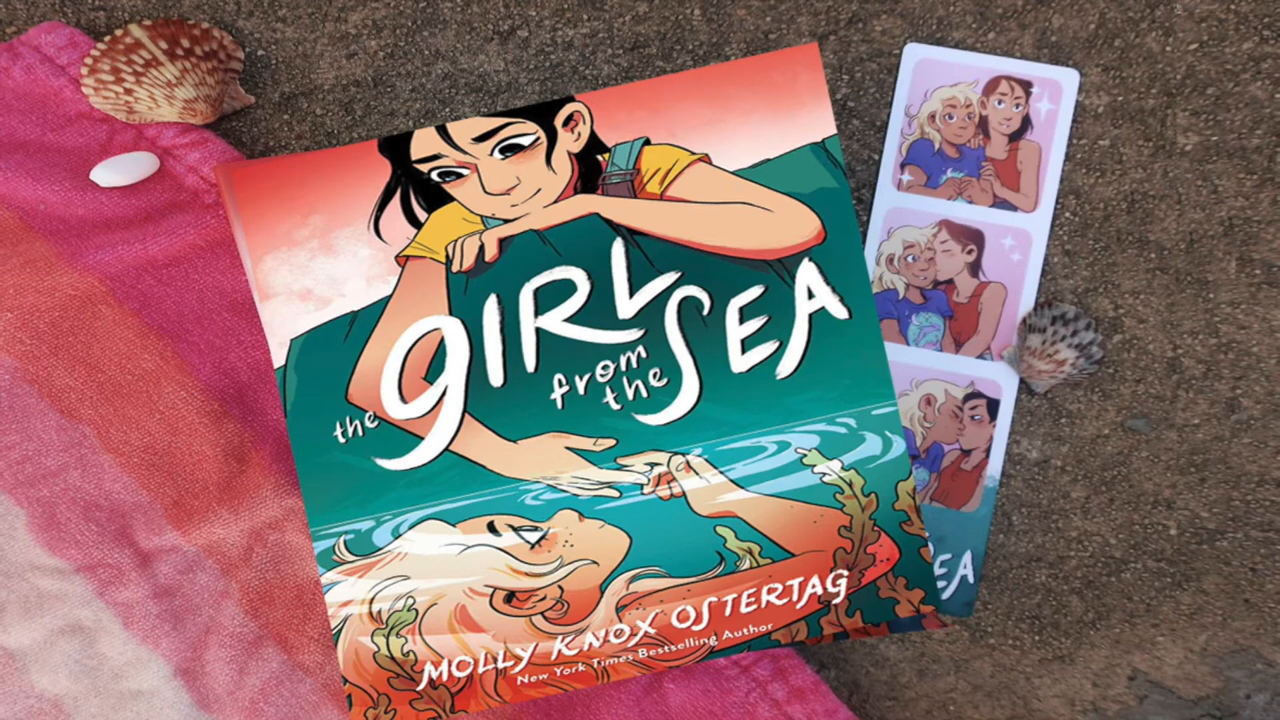 the gIRL
from
the SEA
MOLLY KNOX OSTERTAG
New York Times Bestselling Author
EA